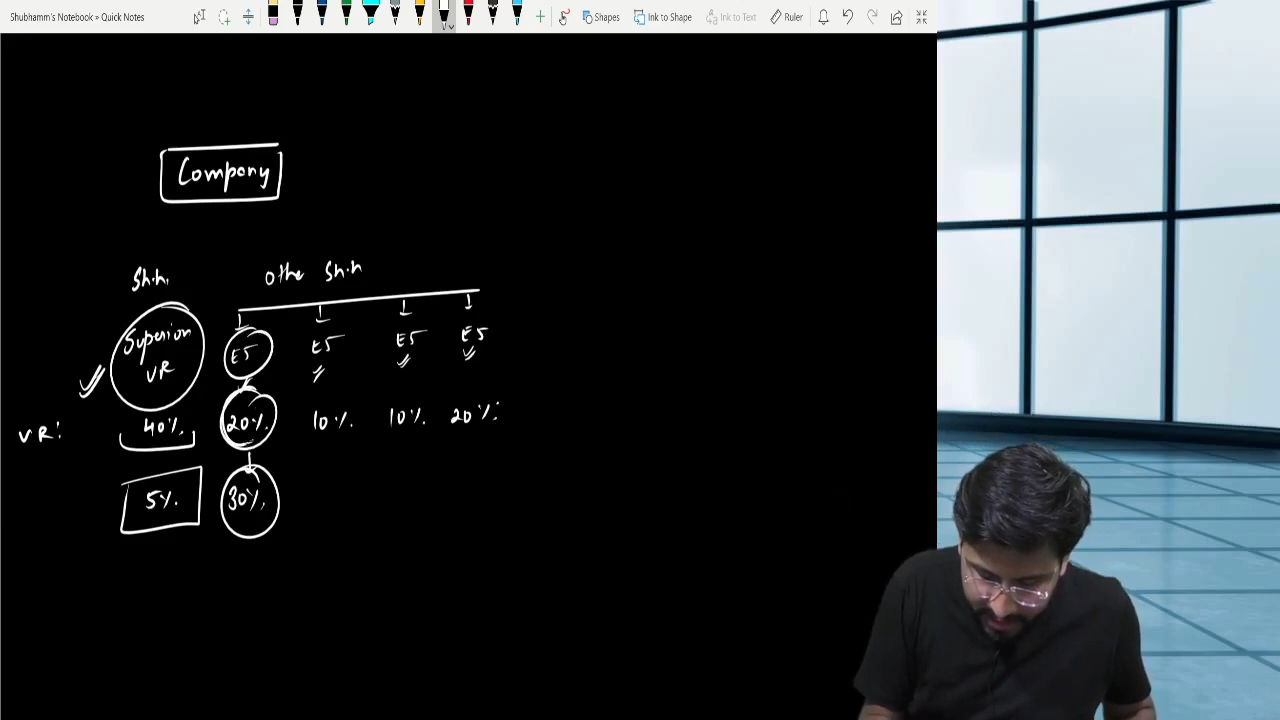 Shubhamm's Notebook > Quick Notes
Shapes Ink to Shape Ink to Text Ruler
Company
Sh.h. Othe Sh.h
Superior VR ES ES ES ES
VR: 40%. 20%. 10%. 10%. 20%.
5%. 30%.